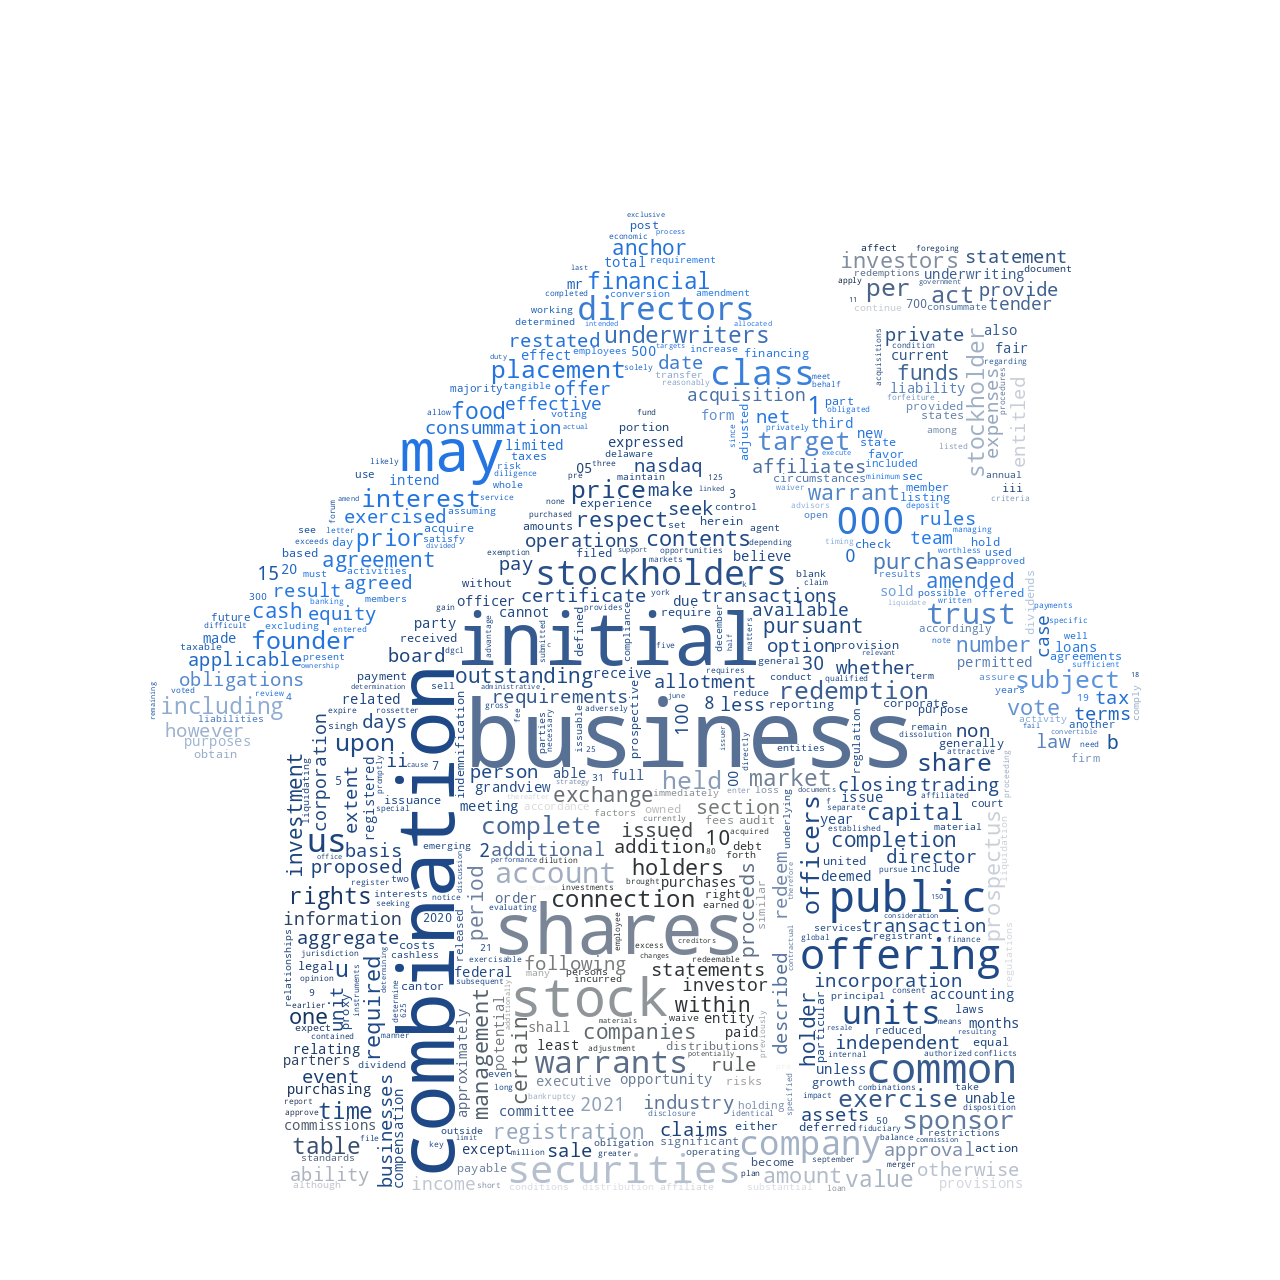 exclusive
post
economic process
anchor
total requirement
last
mr financial
completed conversion amendment
working directors
determined intended allocated
restated underwriters
duty effect employees 500 targets increase financing
solely date
placement class meet
transfer behalf
reasonably
majority tangible offer acquisition 1 part
allow food effective form net obligated
voting
consummation actual portion fund since adjusted privately third
may limited expressed target new
taxes delaware execute state
likely risk 05 three nasdaq affiliates favor
use diligence pre maintain 125 included
intend whole price make linked 3 circumstances minimum sec
interest service none experience seek control waiver warrant member
forum amend assuming purchased advisors listing
letter exercised amounts respect set herein open 000 deposit
see acquire operations contents agent rules
exceeds day prior satisfy filed support opportunities depending timing check team managing
based divided exemption markets believe 0 hold
agreement pay worthless used
15 20 must activities stockholders blank purchase approved
result agreed without claim results amended
300 banking members officer certificate york due transactions sold possible offered
future cash equity gain cannot provides require available liquidate written
difficult excluding entered party initial pursuant trust dividends payments
made founder received dgcl advantage submitted c defined compliance five december half matters option provision accordingly specific
taxable present board general 30 whether note number case well
applicable ownership outstanding receive requires conduct qualified term permitted loans
obligations payment sell administrative allotment redemption corporate assure agreements
remaining voted review 4 determination requirements june reduce subject sufficient 18
including related gross 8 less reporting purpose years 19 tax comply
liabilities expire rossetter fee parties necessary issuable 25 prospective 100 issuer directly business remain vote activity terms
however singh days dissolution fail another
purposes upon indemnification entities regulation non law convertible need b
obtain corporation ii cause 7 generally attractive firm
investment liquidating 5 extent registered promptly person able strategy 31 full held 00 market share proceeding
issuance grandview thereafter immediately enter loss documents closing trading
special meeting accordance exchange factors owned section underlying f issue affiliated
us emerging complete currently fees audit separate year capital court
office basis 2 additional issued 10 acquired established completion material
proposed performance dilution addition 80 debt forth united director
register two discussion account holders therefore deemed pursue include
rights interests notice investments brought purchases officers public 150 prospectus liquidation
seeking period order connection right
information 2020 evaluating earned proceeds similar redeem consideration
aggregate costs released 21 shares employee excess creditors contractual services transaction
relationships jurisdiction cashless exercisable changes redeemable global registrant finance
legal u required determining federal following described offering regulations
opinion instruments cantor subsequent many persons statements incorporation
9 unit proxy determine 625 incurred investor principal consent accounting
earlier management potential additionally stock within holder particular units
one combination certain materials waive entity previously resale means laws
expect manner shall companies paid reduced resulting months
contained least adjustment distributions independent equal
relating approximately warrants potentially rule internal authorized conflicts
partners dividend even unless common
event long executive opportunity risks specified growth combinations take
purchasing bankruptcy impact exercise unable
report time businesses compensation committee 2021 industry holding assets disposition
approve disclosure identical 50 sponsor
commissions registration claims either deferred fiduciary restrictions
table file outside limit obligation significant company balance commission
key except million sale greater operating approval action
standards payable securities become september merger otherwise
ability plan amount value
although income short conditions distribution affiliate substantial loan provisions
affect foregoing
investors statement
redemptions underwriting document
apply per government act provide
11 continue 700 consummate tender
acquisitions private stockholder also
condition current fair
funds expenses regarding
liability procedures entitled
forfeiture
provided
states
among
listed
annual
iii
criteria
relevant